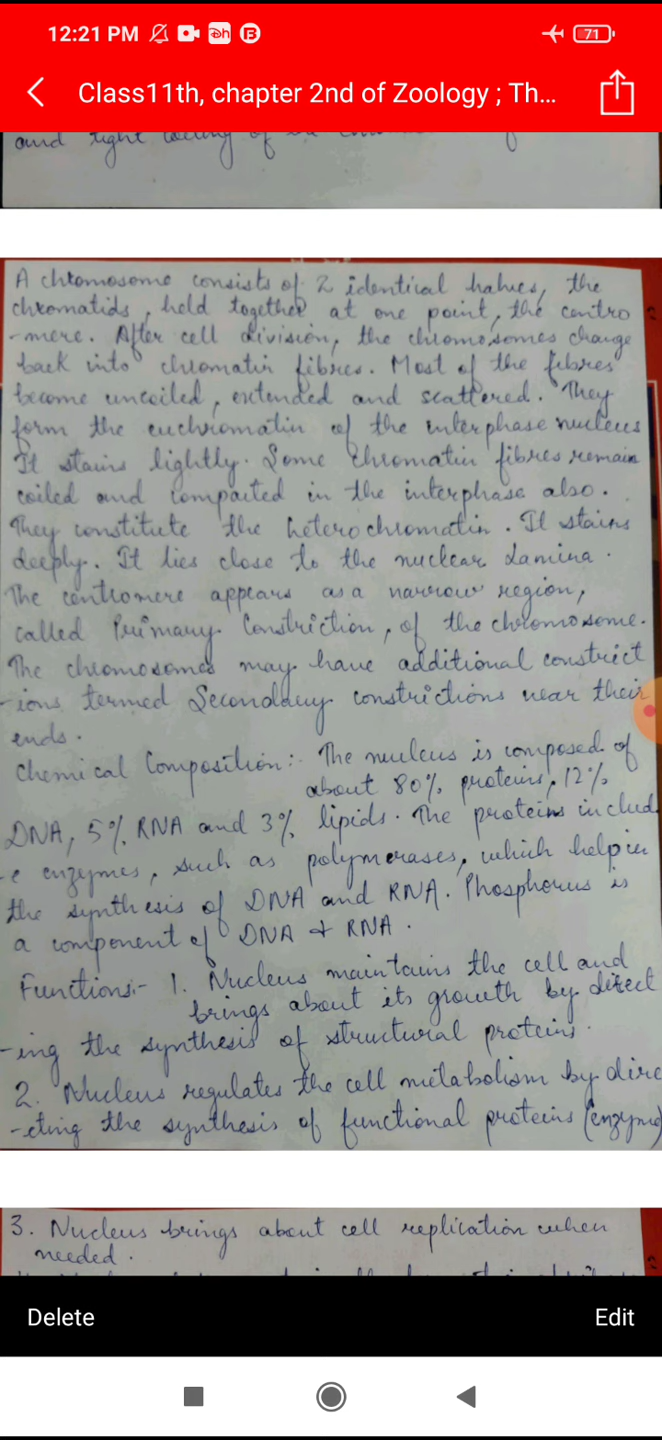 12:21 PM
71
Class11th, chapter 2nd of Zoology ; Th...
and tight coiling of
A chromosome consists of 2 identical halves, the
chromatids, held together at one point, the centro
-mere. After cell division, the chromosomes change
back into chromatin fibres. Most of the fibres
become uncoiled, extended and scattered. They
form the euchromatin of the interphase nucleus
It stains lightly. Some chromatin fibres remain
coiled and compacted in the interphase also.
They constitute the heterochromatin. It stains
deeply. It lies close to the nuclear Lamina.
The centromere appears as a narrow region,
called Primary Constriction, of the chromosome.
The chromosomes may have additional constrict
-ions termed Secondary constrictions near their
ends.
Chemical Composition:- The nucleus is composed of
about 80% proteins, 12%
DNA, 5% RNA and 3% lipids. The proteins includ
-e enzymes, such as polymerases, which help in
the synthesis of DNA and RNA. Phosphorus is
a component of DNA & RNA.
Functions:- 1. Nucleus maintains the cell and
brings about its growth by direct
-ing the synthesis of structural proteins.
2. Nucleus regulates the cell metabolism by dire
-cting the synthesis of functional proteins (enzyme)
3. Nucleus brings about cell replication when
needed.
Delete
Edit